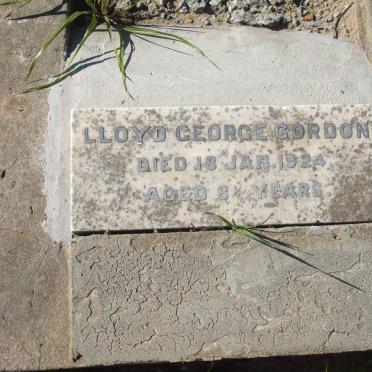 LLOYD GEORGE GORDON
DIED 18 JAN. 1924
AGED YEARS.